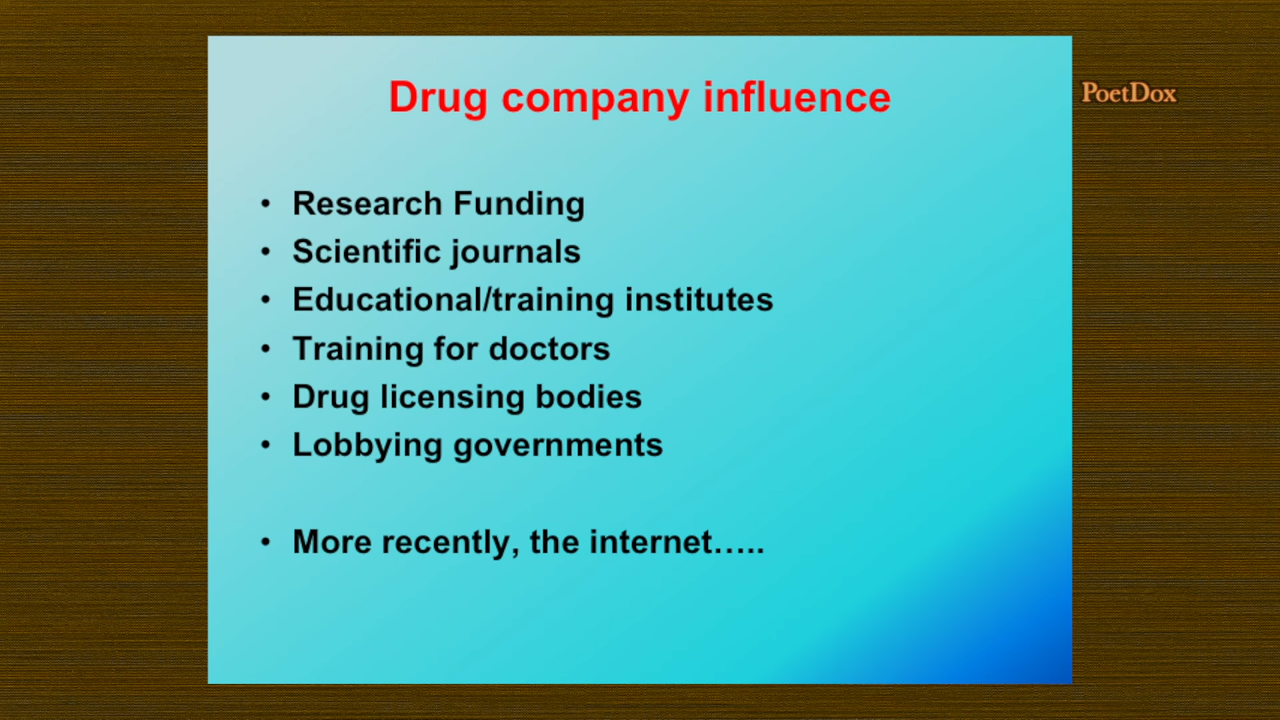 Drug company influence
PoetDox
• Research Funding
• Scientific journals
• Educational/training institutes
• Training for doctors
• Drug licensing bodies
• Lobbying governments
• More recently, the internet…..